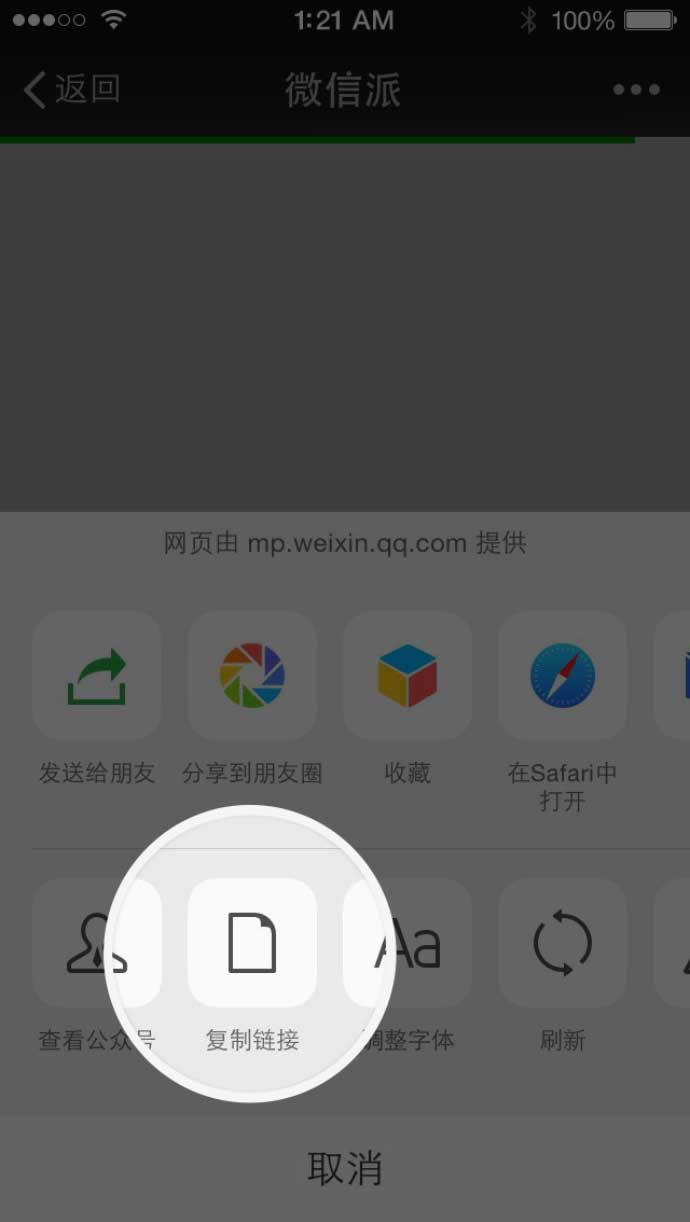 1:21 AM
100%
返回
微信派
网页由 mp.weixin.qq.com 提供
发送给朋友
分享到朋友圈
收藏
在Safari中
打开
查看公众号
复制链接
Aa
调整字体
刷新
取消